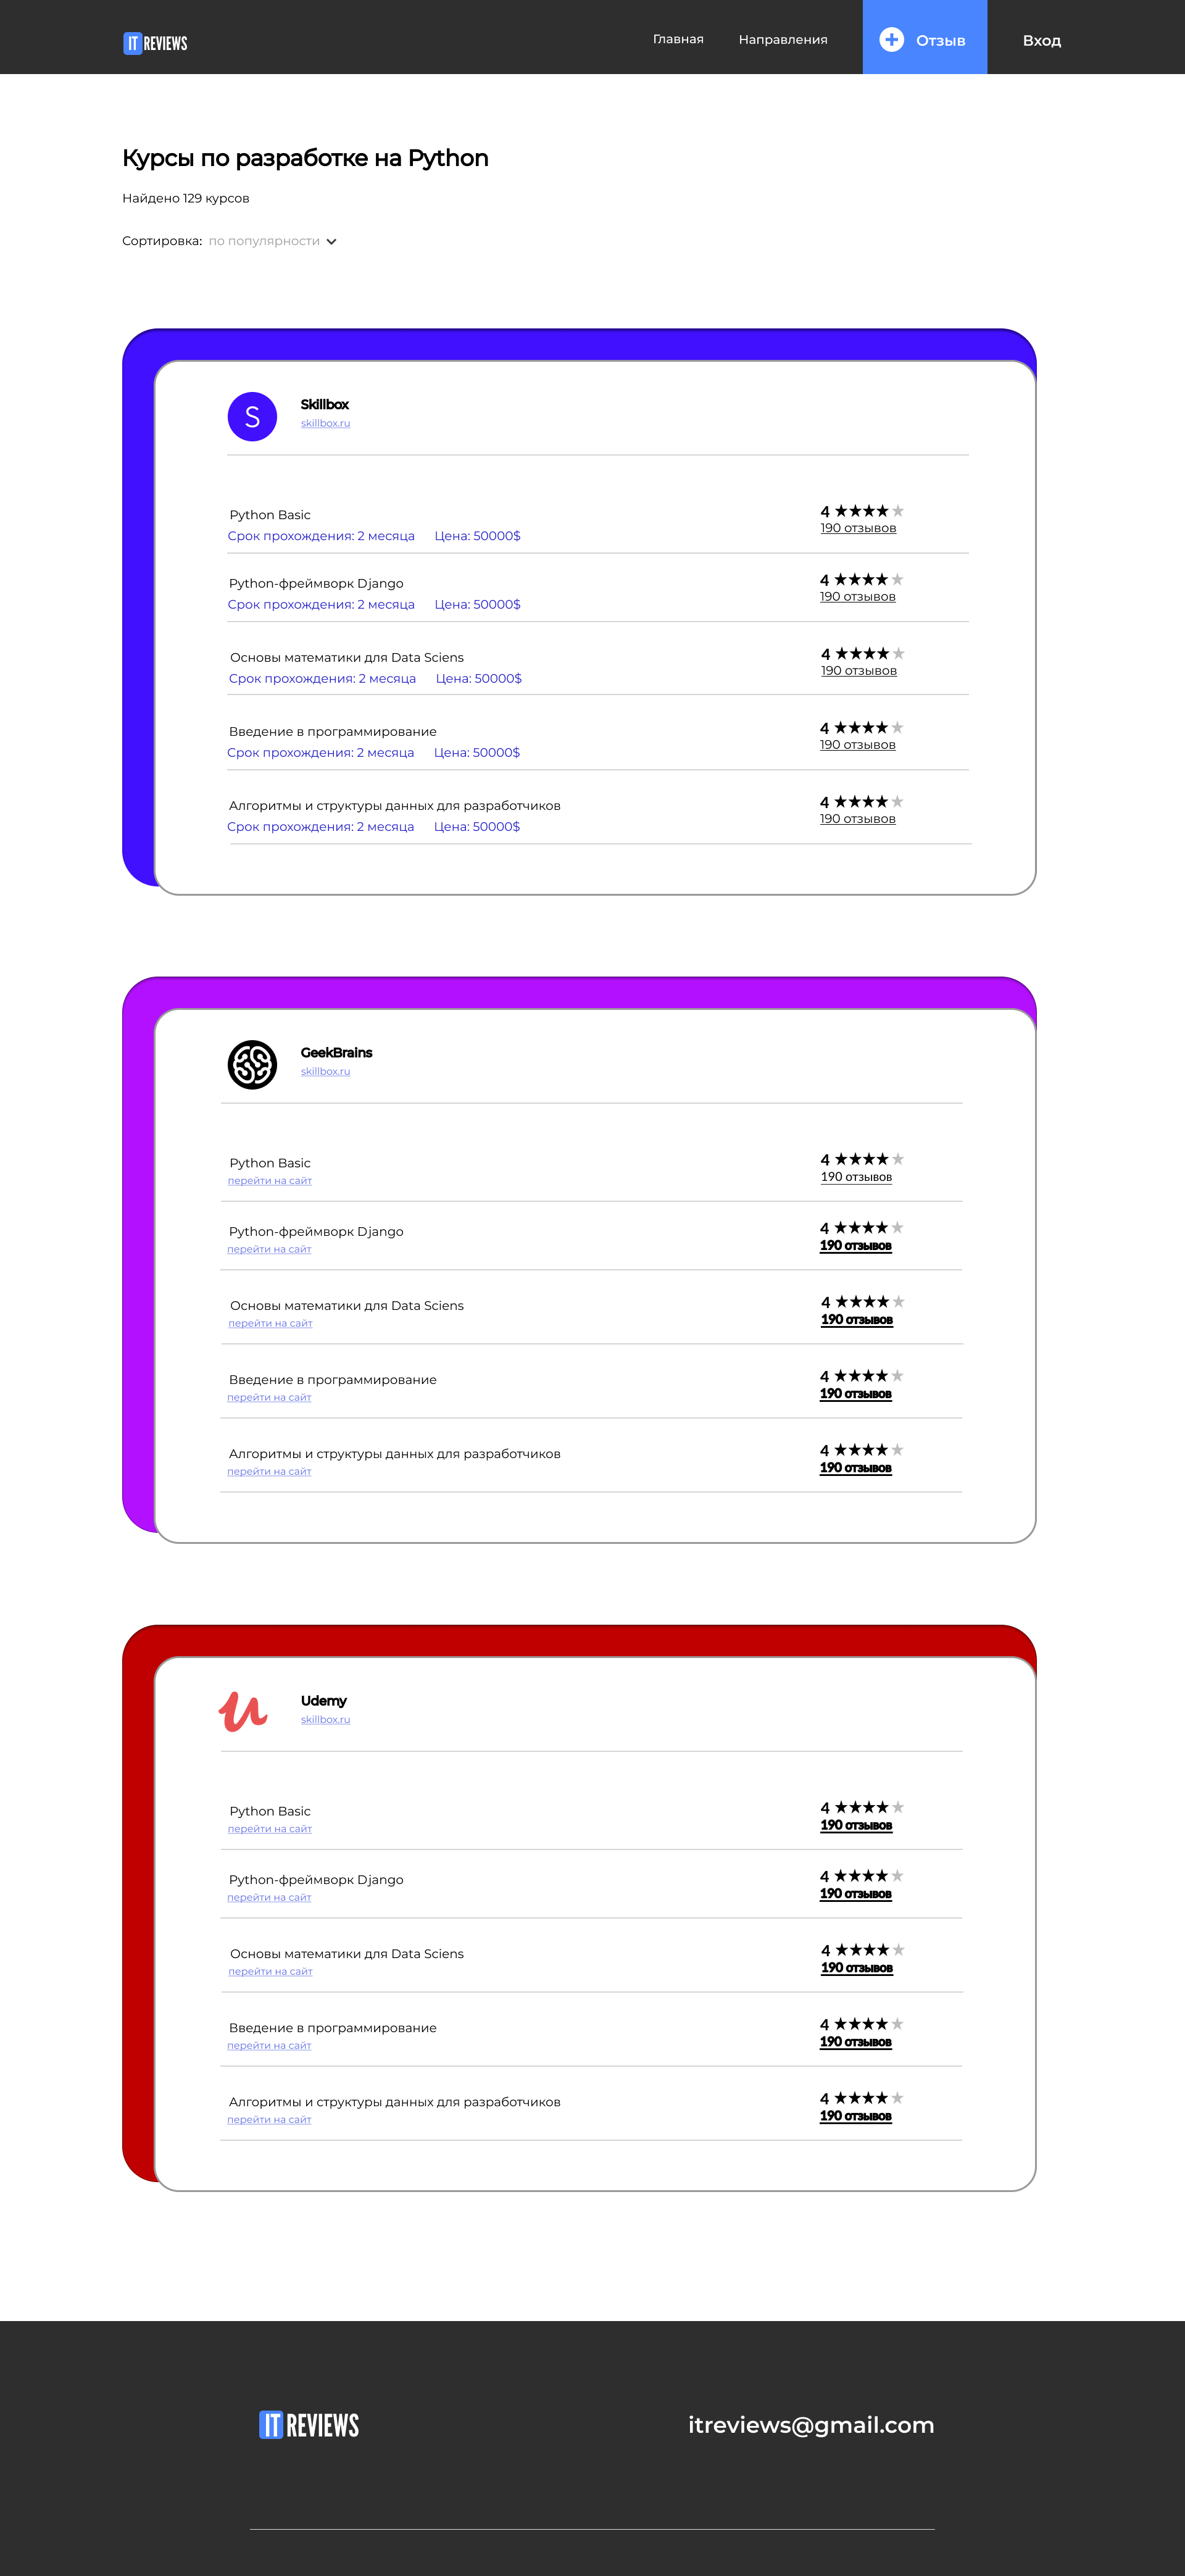 IT REVIEWS
Главная Направления Отзыв Вход
Курсы по разработке на Python
Найдено 129 курсов
Сортировка: по популярности
S
Skillbox
skillbox.ru
Python Basic 4
Срок прохождения: 2 месяца Цена: 50000$ 190 отзывов
Python-фреймворк Django 4
Срок прохождения: 2 месяца Цена: 50000$ 190 отзывов
Основы математики для Data Sciens 4
Срок прохождения: 2 месяца Цена: 50000$ 190 отзывов
Введение в программирование 4
Срок прохождения: 2 месяца Цена: 50000$ 190 отзывов
Алгоритмы и структуры данных для разработчиков 4
Срок прохождения: 2 месяца Цена: 50000$ 190 отзывов
GeekBrains
skillbox.ru
Python Basic 4
перейти на сайт 190 отзывов
Python-фреймворк Django 4
перейти на сайт 190 отзывов
Основы математики для Data Sciens 4
перейти на сайт 190 отзывов
Введение в программирование 4
перейти на сайт 190 отзывов
Алгоритмы и структуры данных для разработчиков 4
перейти на сайт 190 отзывов
Udemy
skillbox.ru
Python Basic 4
перейти на сайт 190 отзывов
Python-фреймворк Django 4
перейти на сайт 190 отзывов
Основы математики для Data Sciens 4
перейти на сайт 190 отзывов
Введение в программирование 4
перейти на сайт 190 отзывов
Алгоритмы и структуры данных для разработчиков 4
перейти на сайт 190 отзывов
IT REVIEWS itreviews@gmail.com